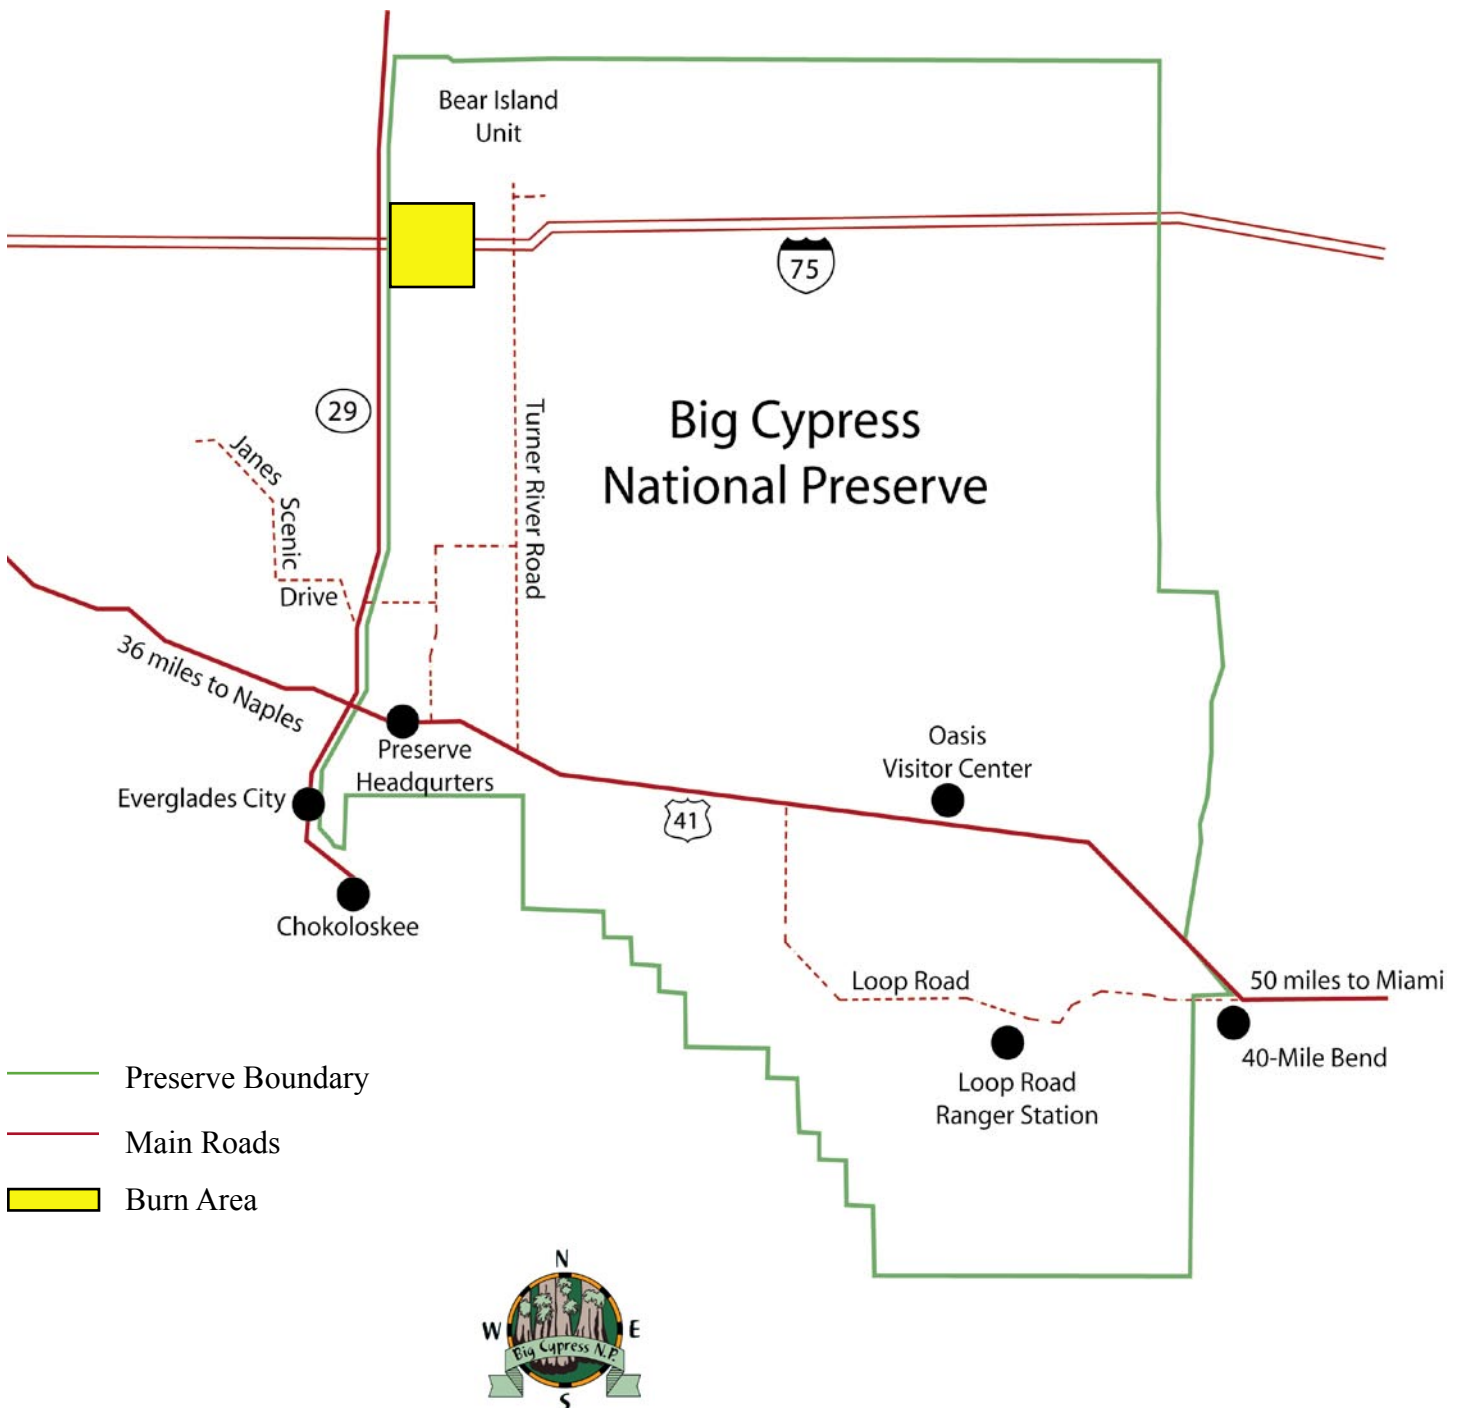 Bear Island
Unit
75
29
Big Cypress
National Preserve
Turner River Road
Janes
Scenic
Drive
36 miles to Naples
Preserve
Headqurters
Oasis
Visitor Center
Everglades City
41
Chokoloskee
Loop Road
50 miles to Miami
40-Mile Bend
Loop Road
Ranger Station
Preserve Boundary
Main Roads
Burn Area
N
W
E
Big Cypress N.P.
S